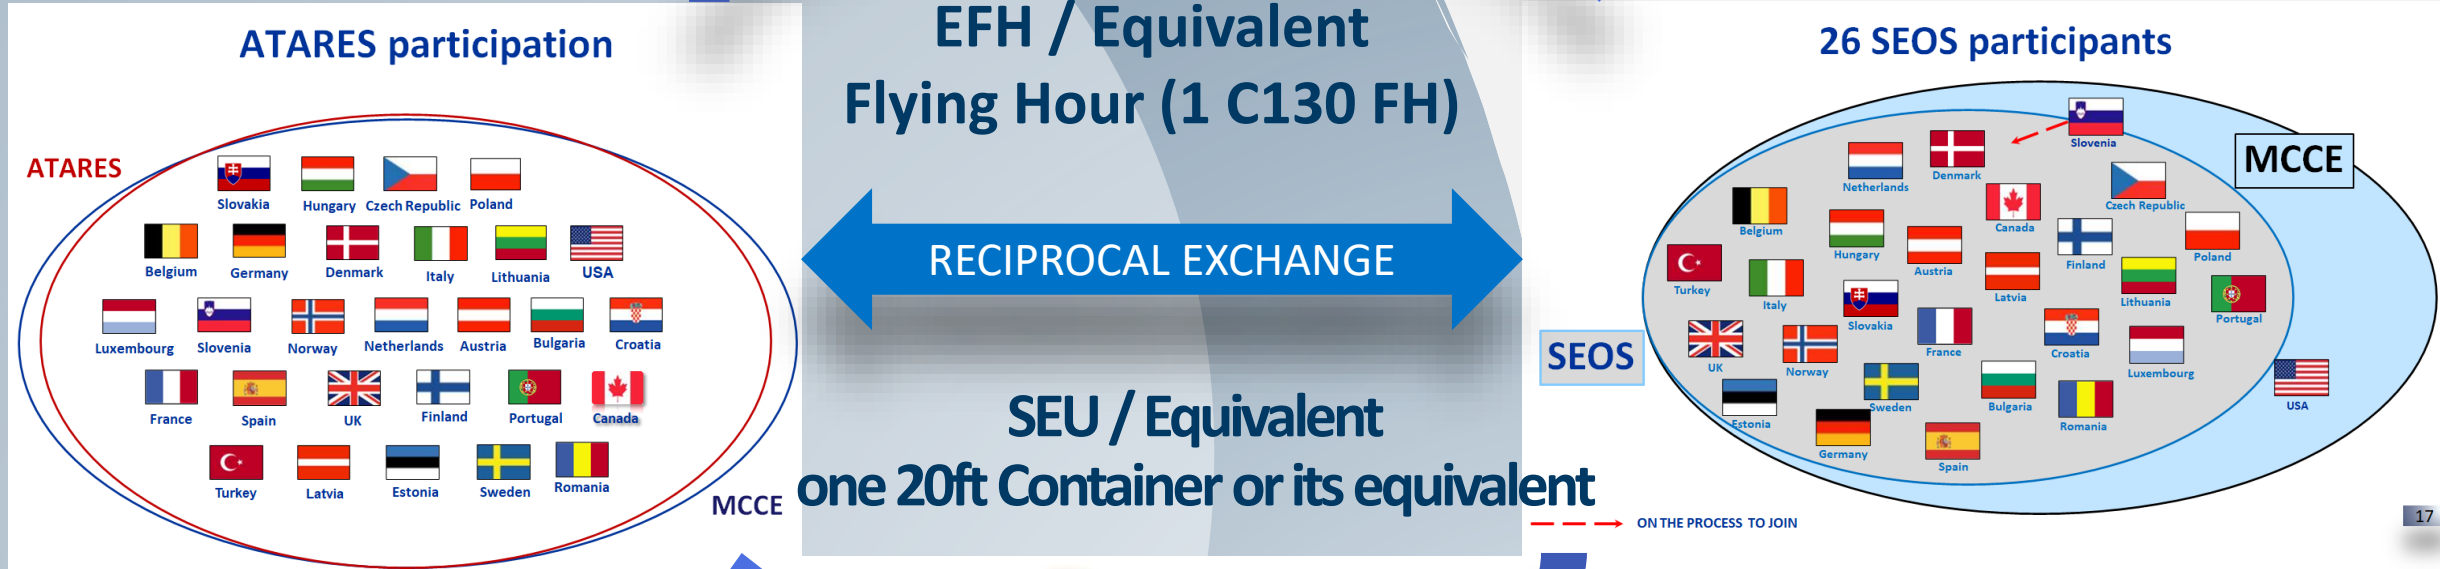 ATARES participation
ATARES
Slovakia Hungary Czech Republic Poland
Belgium Germany Denmark Italy Lithuania USA
Luxembourg Slovenia Norway Netherlands Austria Bulgaria Croatia
France Spain UK Finland Portugal Canada
Turkey Latvia Estonia Sweden Romania
MCCE
EFH / Equivalent
Flying Hour (1 C130 FH)
RECIPROCAL EXCHANGE
SEU / Equivalent
one 20ft Container or its equivalent
26 SEOS participants
MCCE
SEOS
Slovenia
Netherlands
Denmark
Czech Republic
Belgium
Canada
Hungary
Austria
Finland
Poland
Turkey
Italy
Latvia
Lithuania
Slovakia
Portugal
UK
Norway
France
Croatia
Luxembourg
Estonia
Sweden
Bulgaria
Romania
USA
Germany
Spain
ON THE PROCESS TO JOIN
17